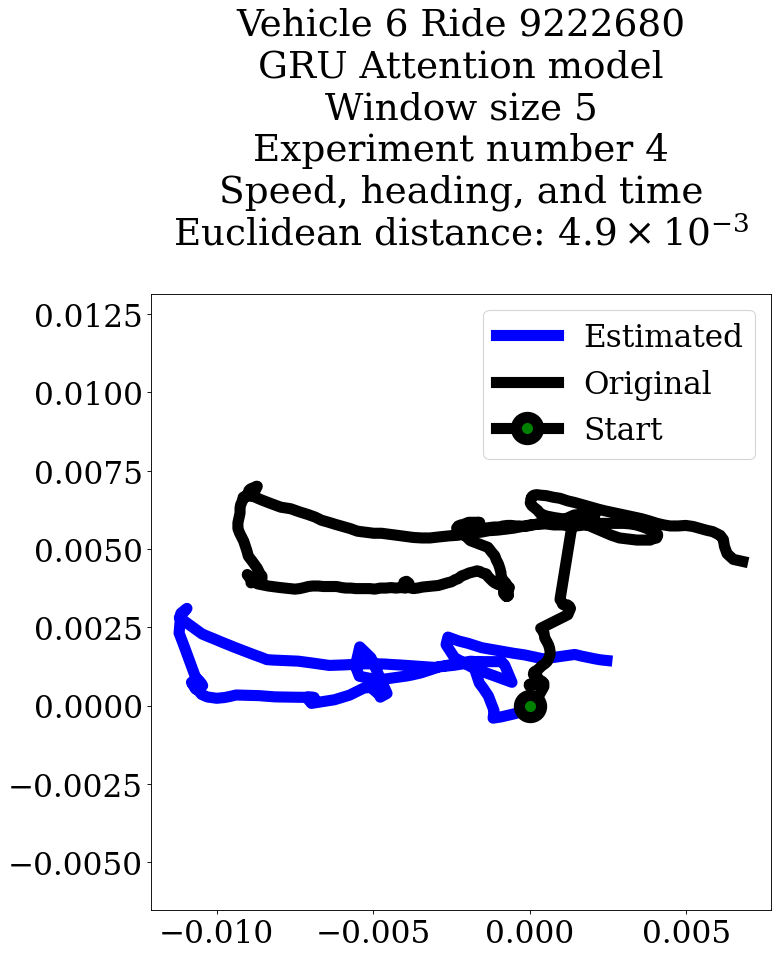 Vehicle 6 Ride 9222680
GRU Attention model
Window size 5
Experiment number 4
Speed, heading, and time
Euclidean distance: 4.9 × 10⁻³
Estimated
Original
Start
0.0125
0.0100
0.0075
0.0050
0.0025
0.0000
−0.0025
−0.0050
−0.010 −0.005 0.000 0.005